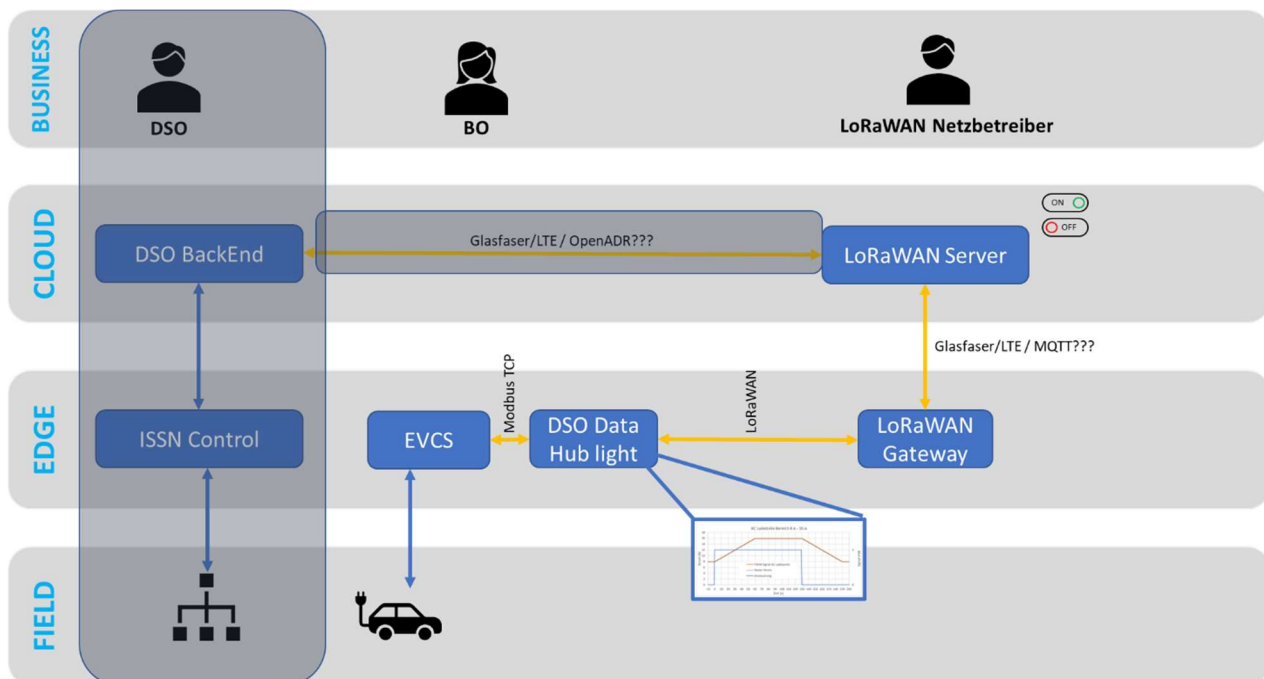 BUSINESS
DSO
BO
LoRaWAN Netzbetreiber
CLOUD
DSO BackEnd
Glasfaser/LTE / OpenADR???
LoRaWAN Server
ON
OFF
Glasfaser/LTE / MQTT???
EDGE
ISSN Control
EVCS
Modbus TCP
DSO Data
Hub light
LoRaWAN
LoRaWAN
Gateway
FIELD